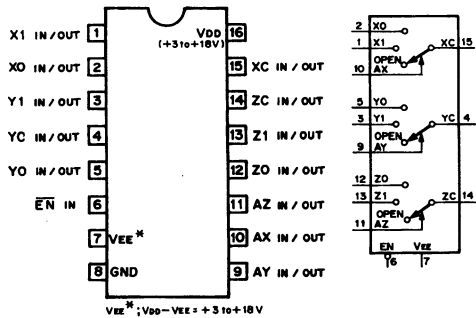 X1 IN/OUT 1
X0 IN/OUT 2
Y1 IN/OUT 3
YC IN/OUT 4
Y0 IN/OUT 5
EN IN 6
7 VEE*
8 GND
VDD 16
(+3 to +18V)
15 XC IN/OUT
14 ZC IN/OUT
13 Z1 IN/OUT
12 Z0 IN/OUT
11 AZ IN/OUT
10 AX IN/OUT
9 AY IN/OUT
VEE*; VDD-VEE = +3 to +18V
2 X0
1 X1 XC 15
OPEN
10 AX
5 Y0
3 Y1 YC 4
OPEN
9 AY
12 Z0
13 Z1 ZC 14
OPEN
11 AZ
EN VEE
6 7